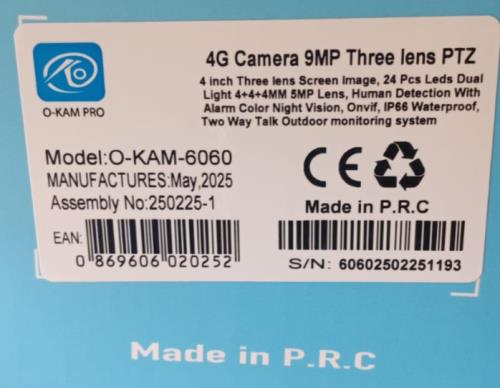 4G Camera 9MP Three lens PTZ
4 inch Three lens Screen Image, 24 Pcs Leds Dual
Light 4+4+4MM 5MP Lens, Human Detection With
Alarm Color Night Vision, Onvif, IP66 Waterproof,
Two Way Talk Outdoor monitoring system
O-KAM PRO
Model:O-KAM-6060
MANUFACTURES:May,2025
Assembly No:250225-1
CE
Made in P.R.C
EAN:
0 869606 020252
S/N: 60602502251193
Made in P.R.C